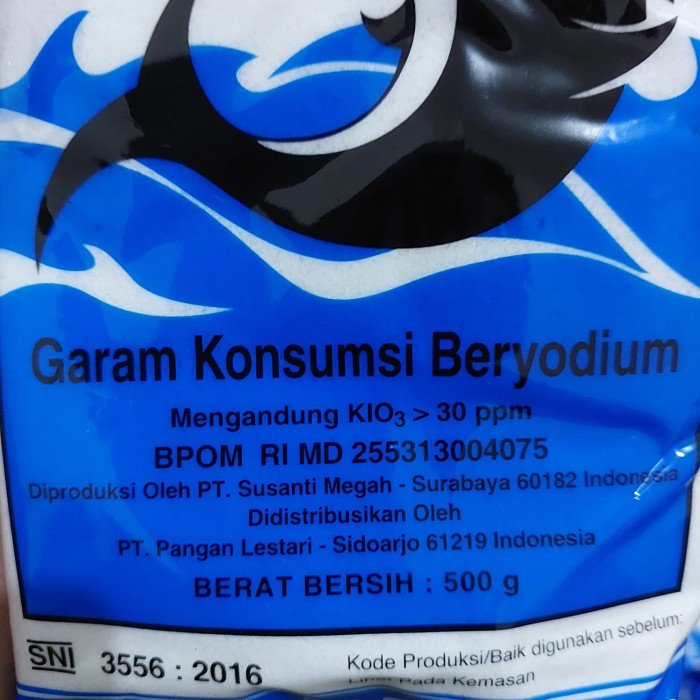 Garam Konsumsi Beryodium
Mengandung KIO₃ > 30 ppm
BPOM RI MD 255313004075
Diproduksi Oleh PT. Susanti Megah - Surabaya 60182 Indonesia
Didistribusikan Oleh
PT. Pangan Lestari - Sidoarjo 61219 Indonesia
BERAT BERSIH : 500 g
SNI 3556 : 2016
Kode Produksi/Baik digunakan sebelum:
Lihat Pada Kemasan